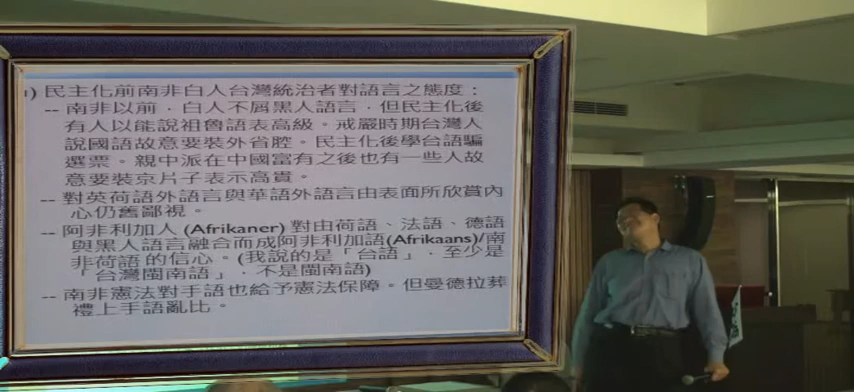 ) 民主化前南非白人台灣統治者對語言之態度：
-- 南非以前，白人不屑黑人語言，但民主化後
有人以能說祖魯語表高級。戒嚴時期台灣人
說國語故意要裝外省腔。民主化後學台語騙
選票。親中派在中國富有之後也有一些人故
意要裝京片子表示高貴。
-- 對英荷語外語言與華語外語言由表面所欣賞內
心仍舊鄙視。
-- 阿非利加人 (Afrikaner) 對由荷語、法語、德語
與黑人語言融合而成阿非利加語(Afrikaans)/南
非荷語 的信心。(我說的是「台語」，至少是
「台灣閩南語」，不是閩南語)
-- 南非憲法對手語也給予憲法保障。但曼德拉葬
禮上手語亂比。